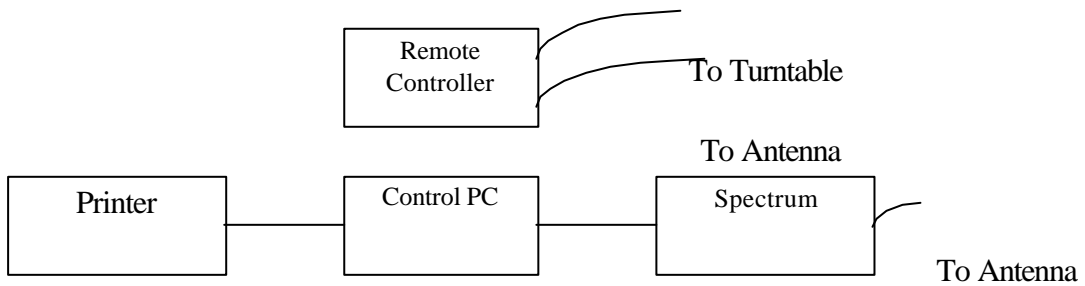 Remote
Controller
To Turntable
To Antenna
Printer
Control PC
Spectrum
To Antenna